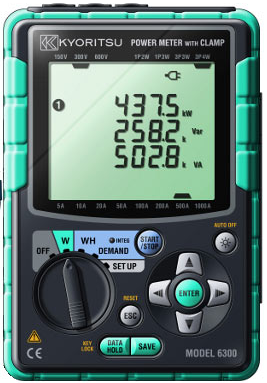 KYORITSU POWER METER WITH CLAMP
150V 300V 600V 1P2W 1P3W 3P3W 3P4W
1 437.5 kW
258.2 k Var
502.8 k VA
5A 10A 20A 50A 100A 200A 500A 1000A
AUTO OFF
OFF W WH INTEG DEMAND START/STOP
SET UP
RESET
ESC ENTER
KEY LOCK DATA HOLD SAVE
CE MODEL 6300